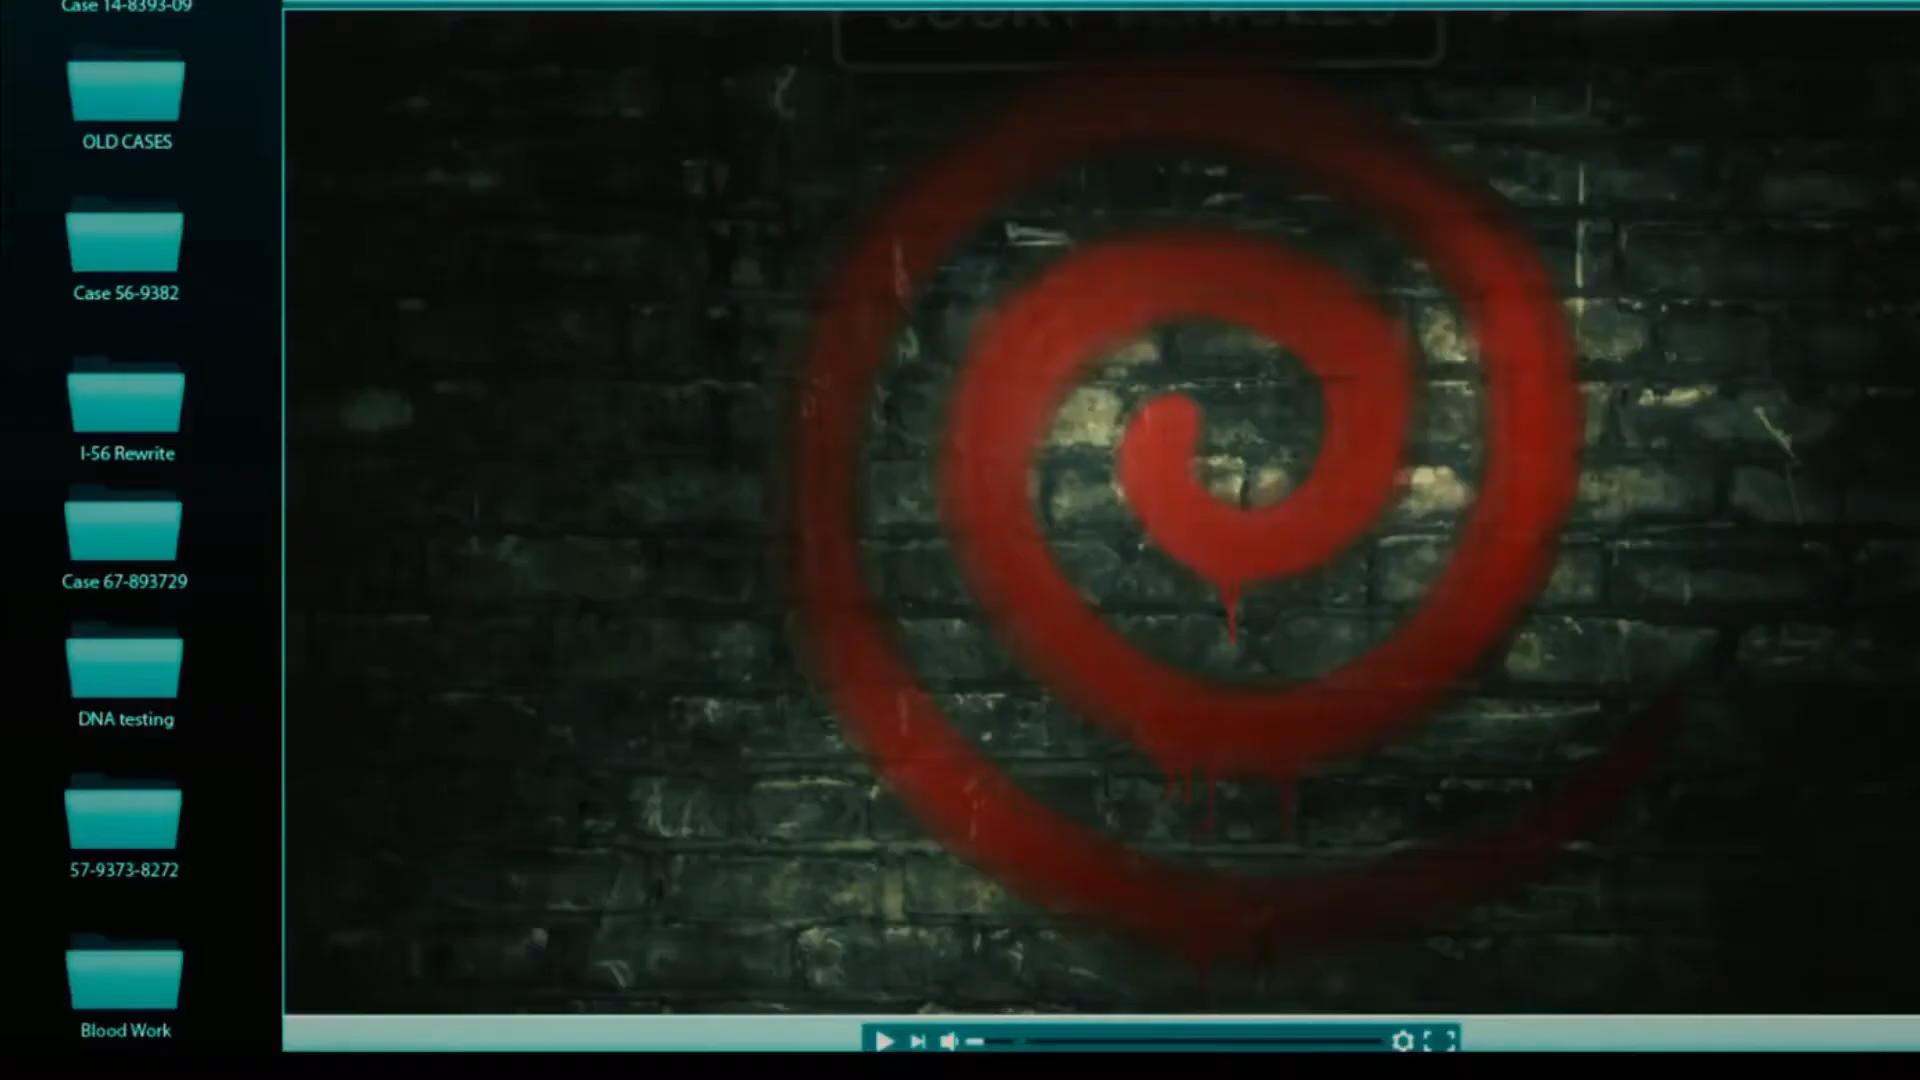 Case 14-8393-09
OLD CASES
Case 56-9382
I-56 Rewrite
Case 67-893729
DNA testing
57-9373-8272
Blood Work